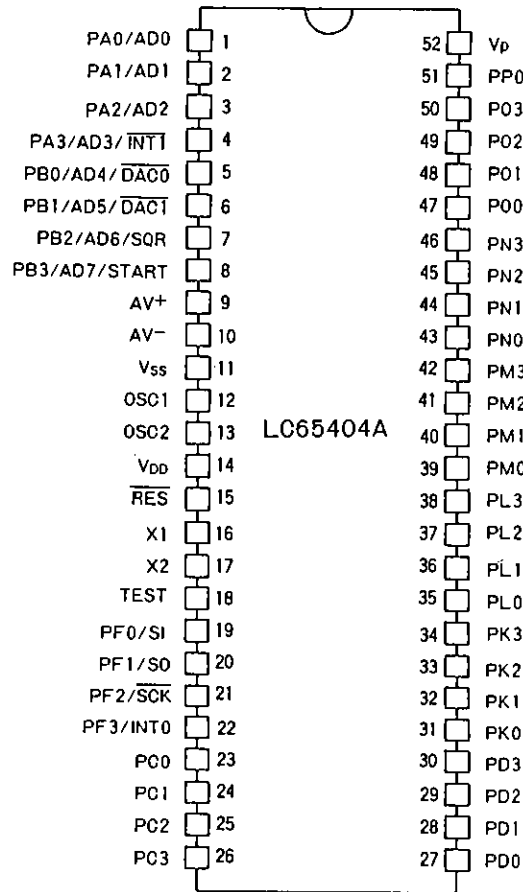 PA0/AD0 1 52 Vp
PA1/AD1 2 51 PP0
PA2/AD2 3 50 PO3
PA3/AD3/I̅N̅T̅1̅ 4 49 PO2
PB0/AD4/D̅A̅C̅0̅ 5 48 PO1
PB1/AD5/D̅A̅C̅1̅ 6 47 PO0
PB2/AD6/SQR 7 46 PN3
PB3/AD7/START 8 45 PN2
AV+ 9 44 PN1
AV− 10 43 PN0
Vss 11 42 PM3
OSC1 12 41 PM2
OSC2 13 LC65404A 40 PM1
VDD 14 39 PM0
R̅E̅S̅ 15 38 PL3
X1 16 37 PL2
X2 17 36 PL1
TEST 18 35 PL0
PF0/SI 19 34 PK3
PF1/SO 20 33 PK2
PF2/S̅C̅K̅ 21 32 PK1
PF3/INT0 22 31 PK0
PC0 23 30 PD3
PC1 24 29 PD2
PC2 25 28 PD1
PC3 26 27 PD0